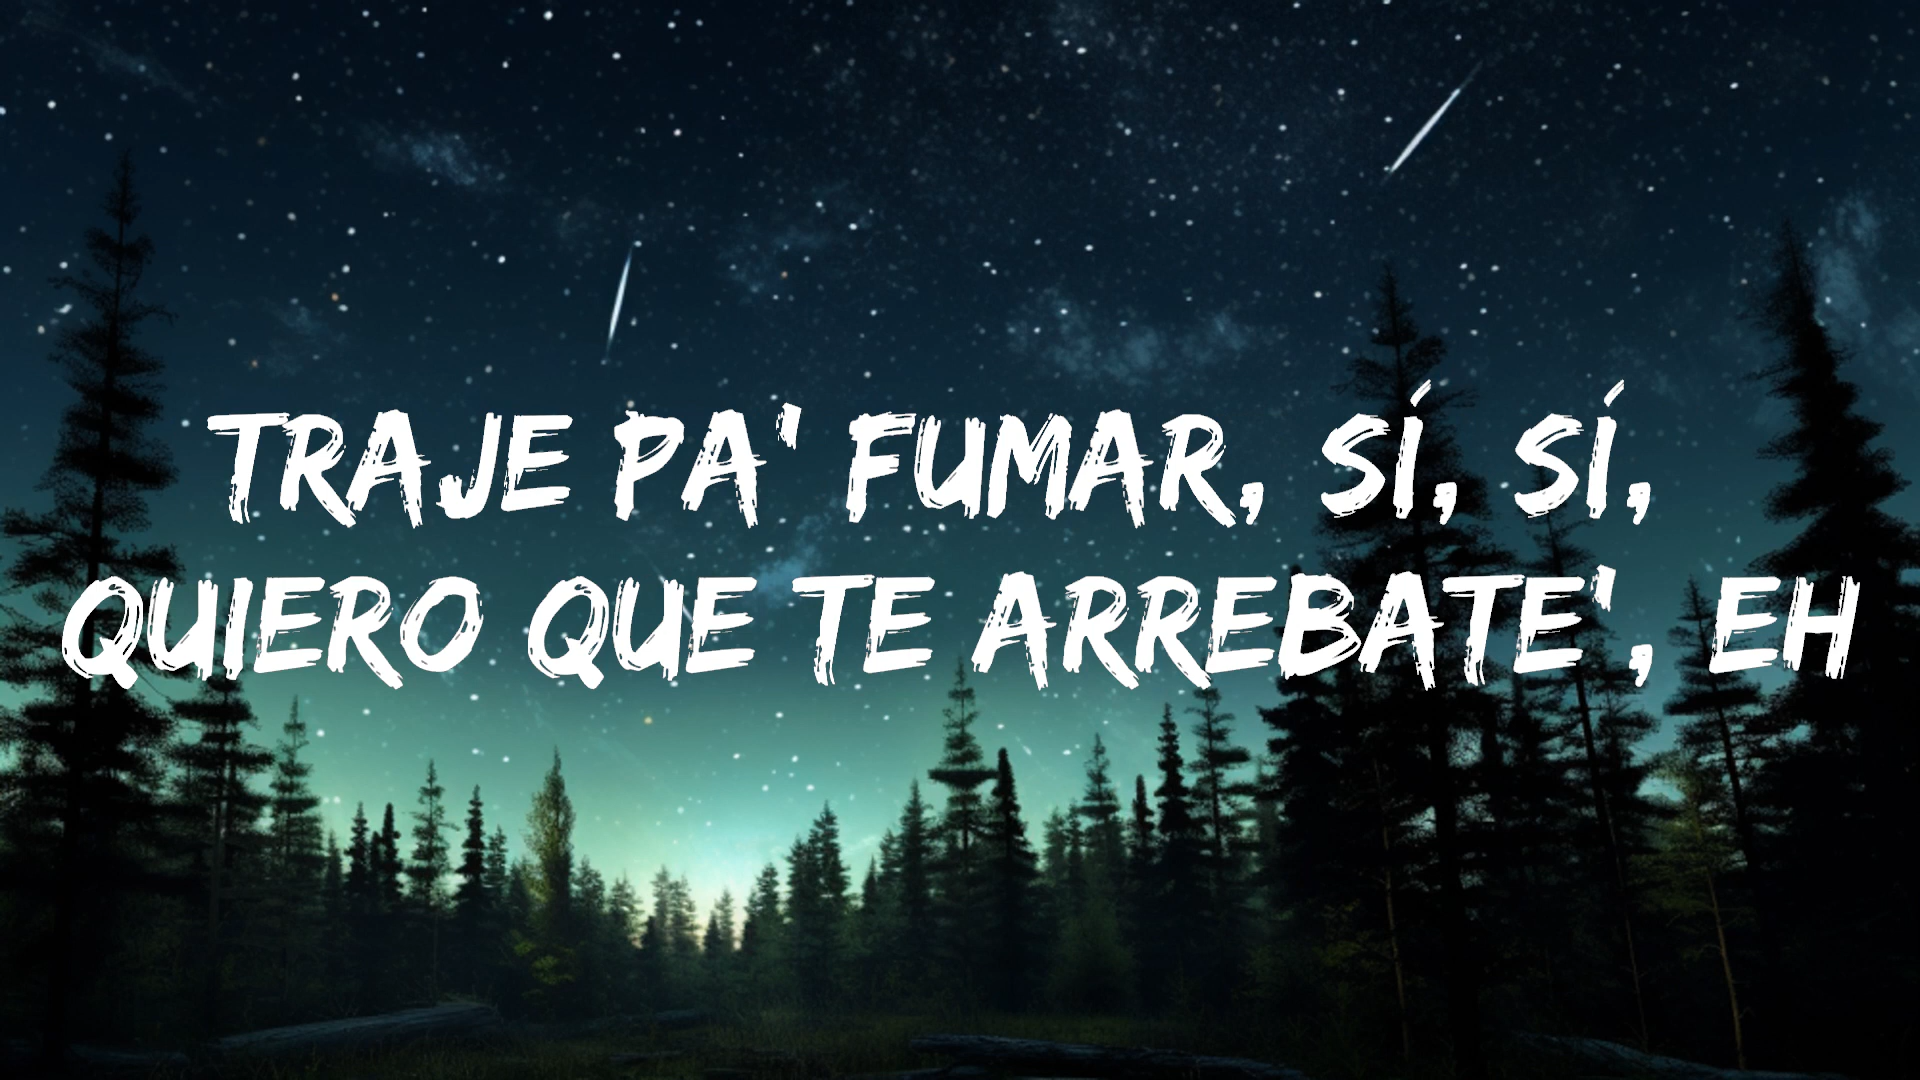 TRAJE PA' FUMAR, SÍ, SÍ,
QUIERO QUE TE ARREBATE', EH